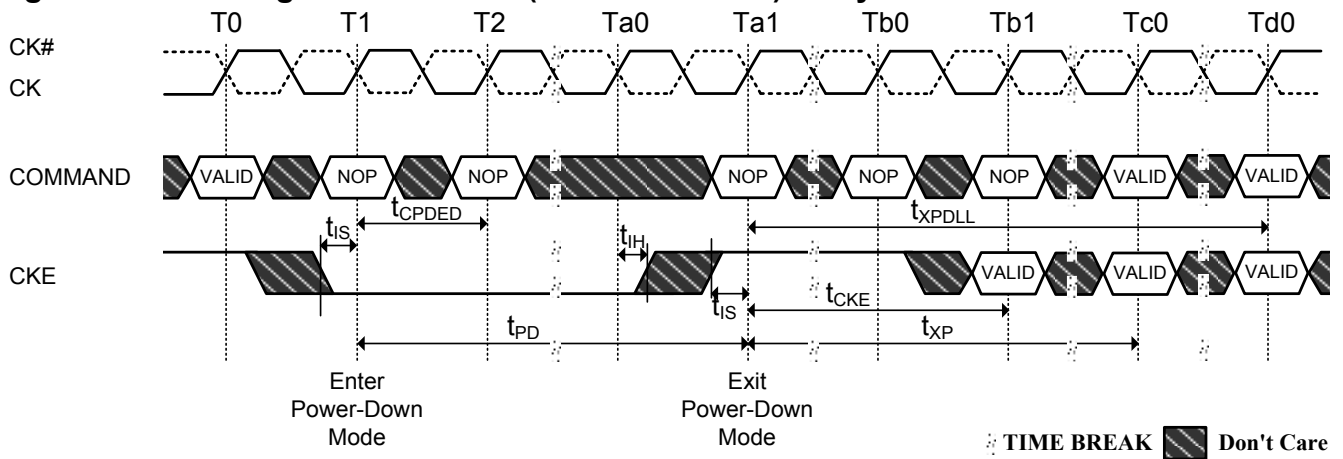 T0 T1 T2 Ta0 Ta1 Tb0 Tb1 Tc0 Td0
CK#
CK
COMMAND VALID NOP NOP NOP NOP NOP VALID VALID
tCPDED tXPDLL
tIS tIH
CKE VALID VALID VALID
tIS tCKE
tPD tXP
Enter Power-Down Mode
Exit Power-Down Mode
TIME BREAK Don't Care